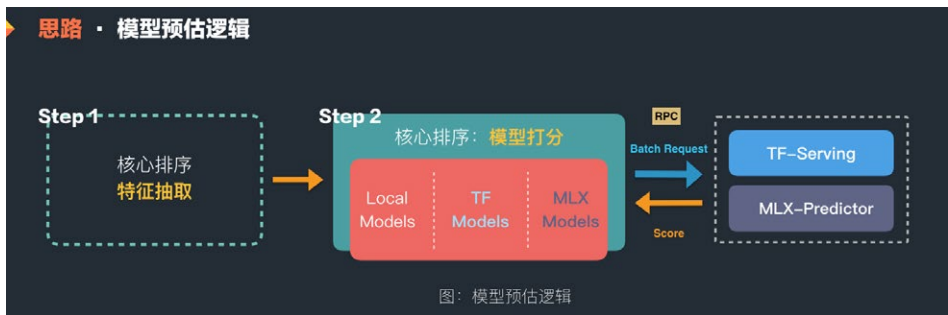 思路 · 模型预估逻辑
Step 1
核心排序
特征抽取
Step 2
核心排序：模型打分
Local
Models
TF
Models
MLX
Models
RPC
Batch Request
Score
TF-Serving
MLX-Predictor
图：模型预估逻辑